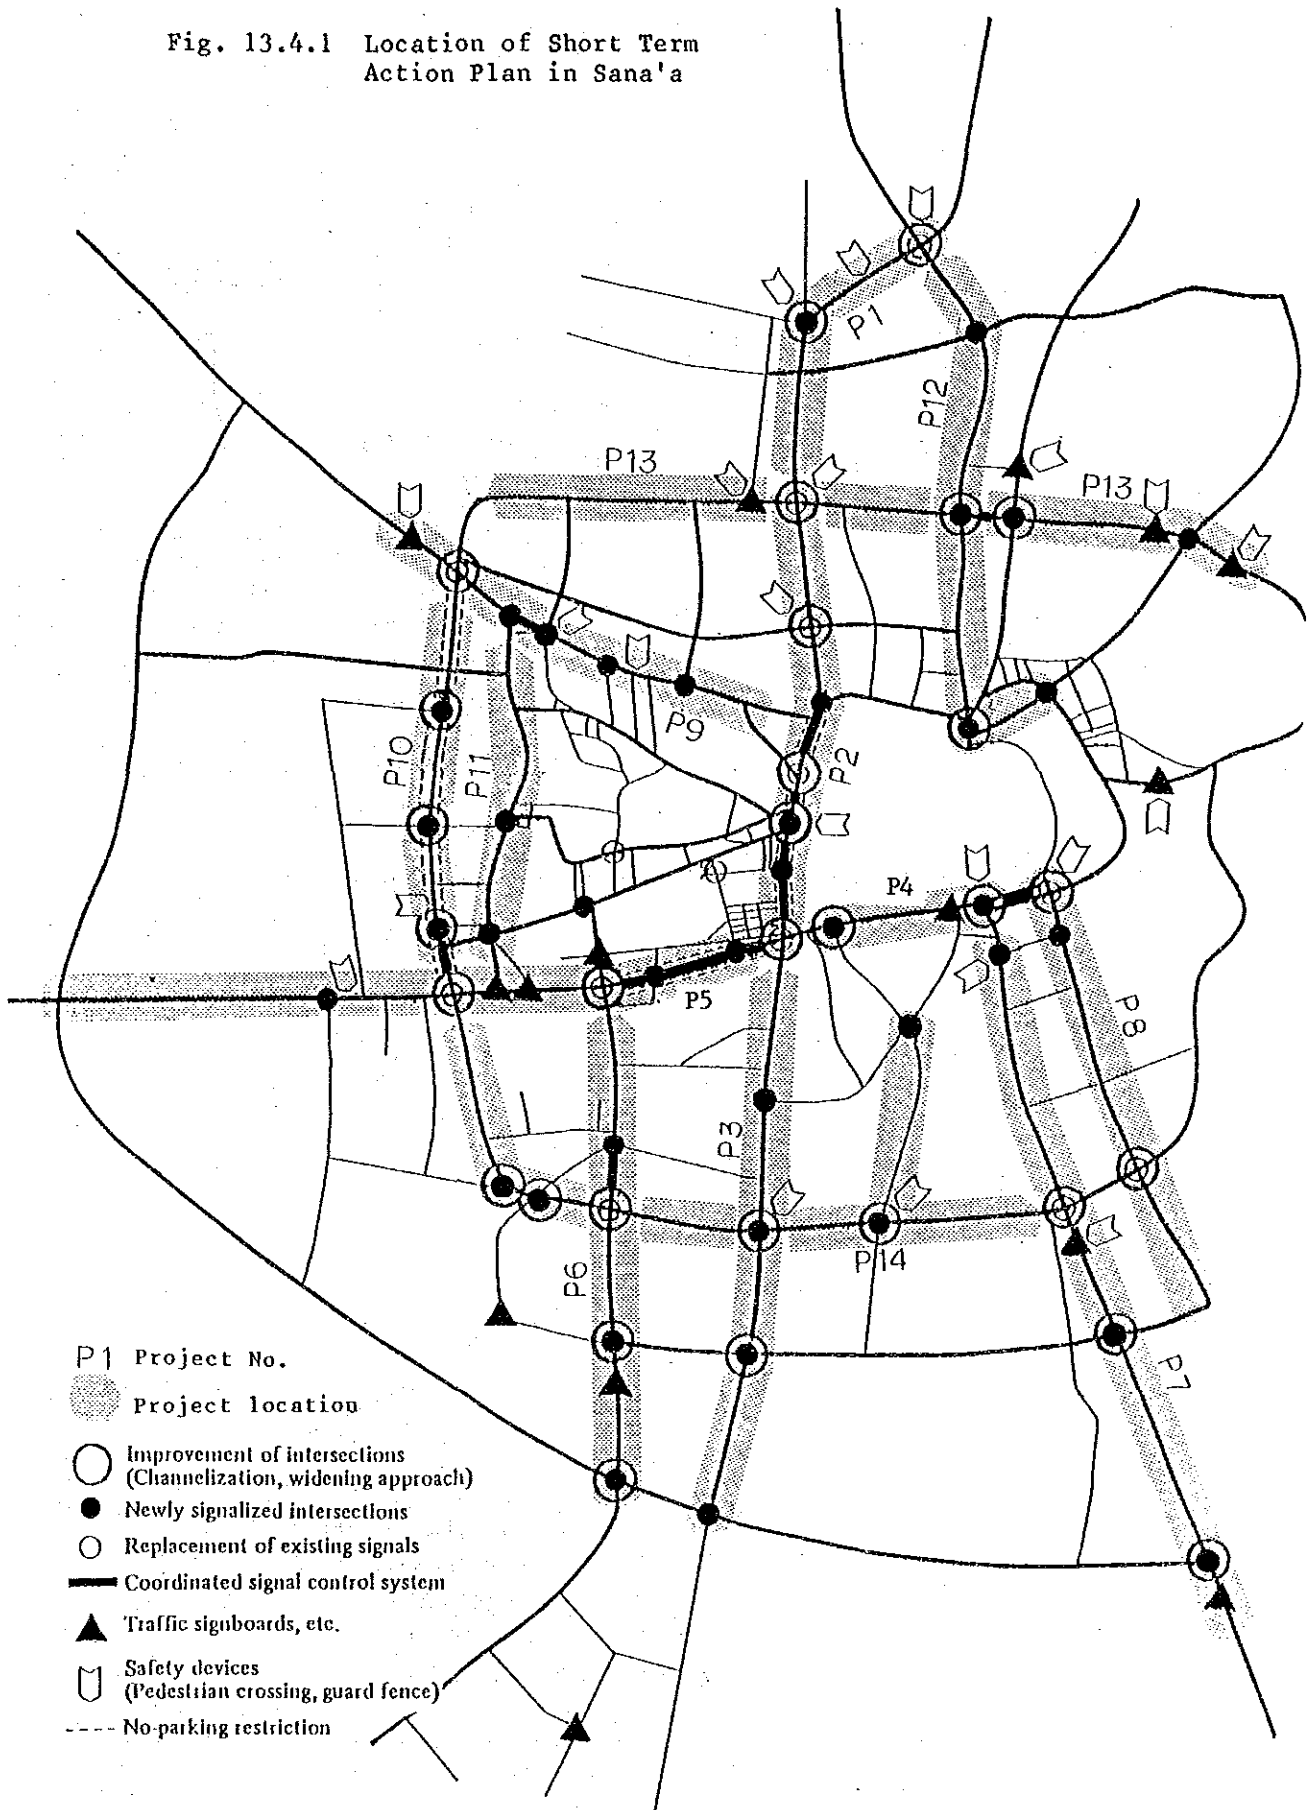 Fig. 13.4.1 Location of Short Term
Action Plan in Sana'a
P1
P12
P13
P13
P9
P2
P10
P11
P4
P5
P8
P3
P14
P6
P7
P1 Project No.
Project location
Improvement of intersections
(Channelization, widening approach)
Newly signalized intersections
Replacement of existing signals
Coordinated signal control system
Traffic signboards, etc.
Safety devices
(Pedestrian crossing, guard fence)
No-parking restriction